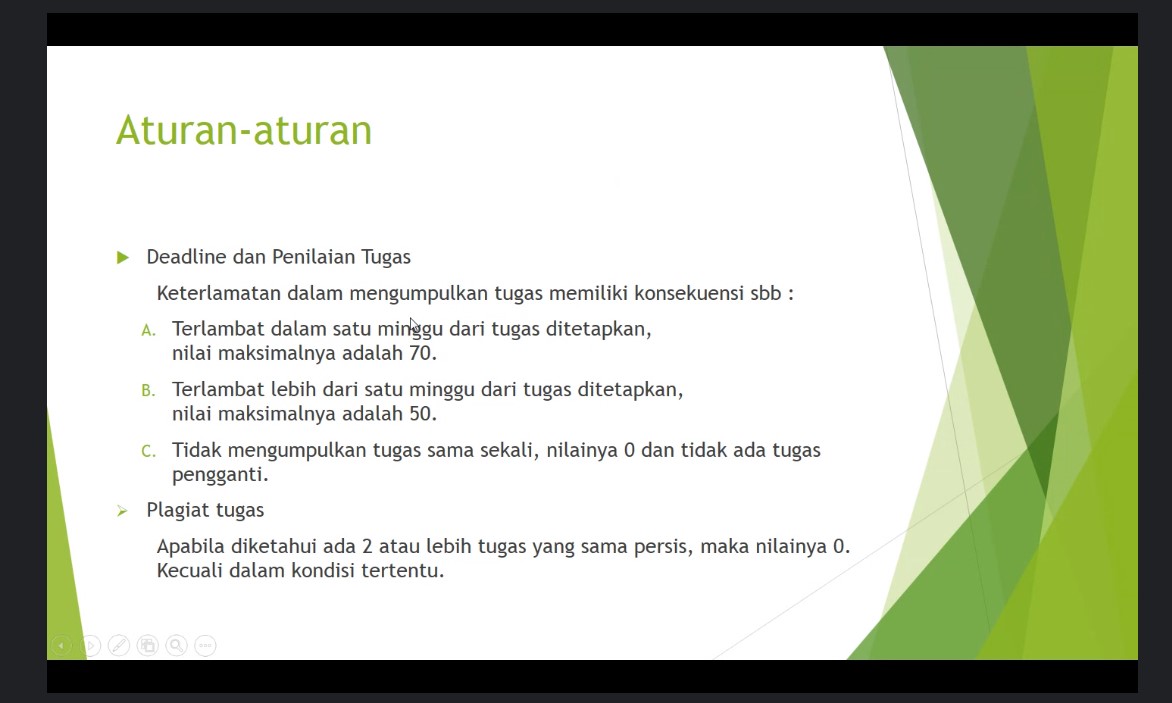 Aturan-aturan
Deadline dan Penilaian Tugas
Keterlamatan dalam mengumpulkan tugas memiliki konsekuensi sbb :
A. Terlambat dalam satu minggu dari tugas ditetapkan,
nilai maksimalnya adalah 70.
B. Terlambat lebih dari satu minggu dari tugas ditetapkan,
nilai maksimalnya adalah 50.
C. Tidak mengumpulkan tugas sama sekali, nilainya 0 dan tidak ada tugas
pengganti.
Plagiat tugas
Apabila diketahui ada 2 atau lebih tugas yang sama persis, maka nilainya 0.
Kecuali dalam kondisi tertentu.